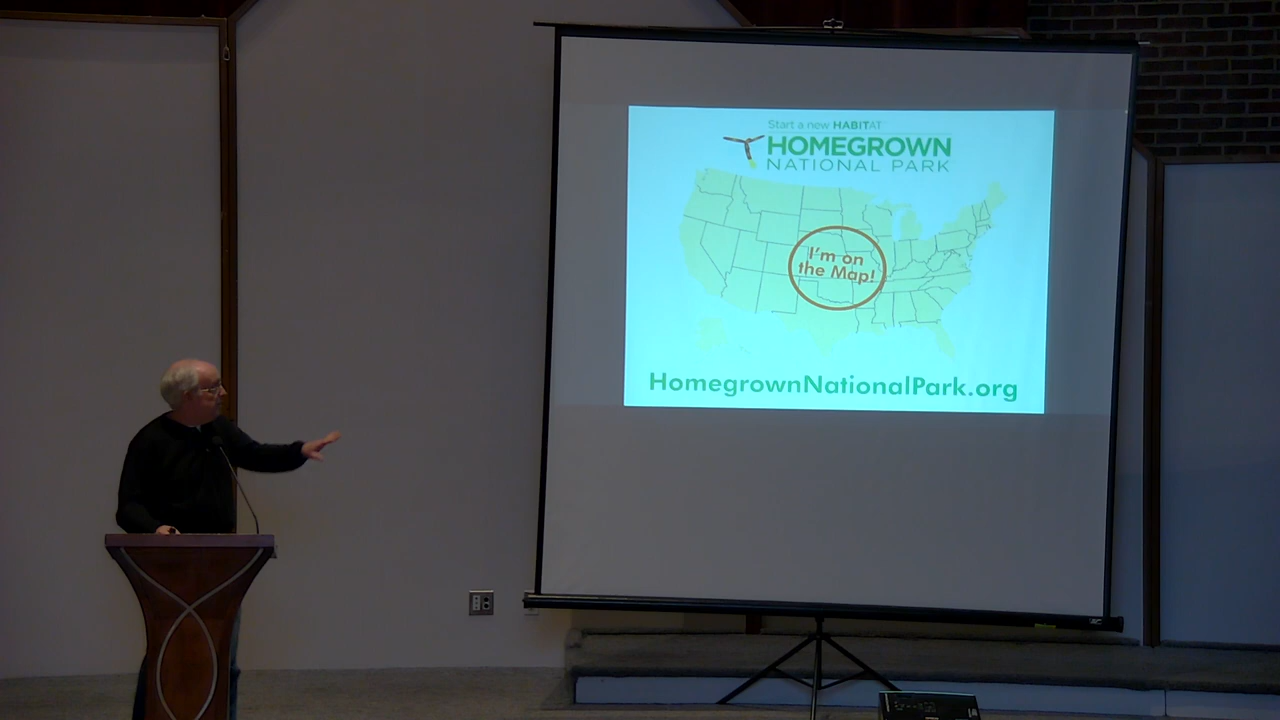 Start a new HABITAT
HOMEGROWN
NATIONAL PARK
I'm on
the Map!
HomegrownNationalPark.org